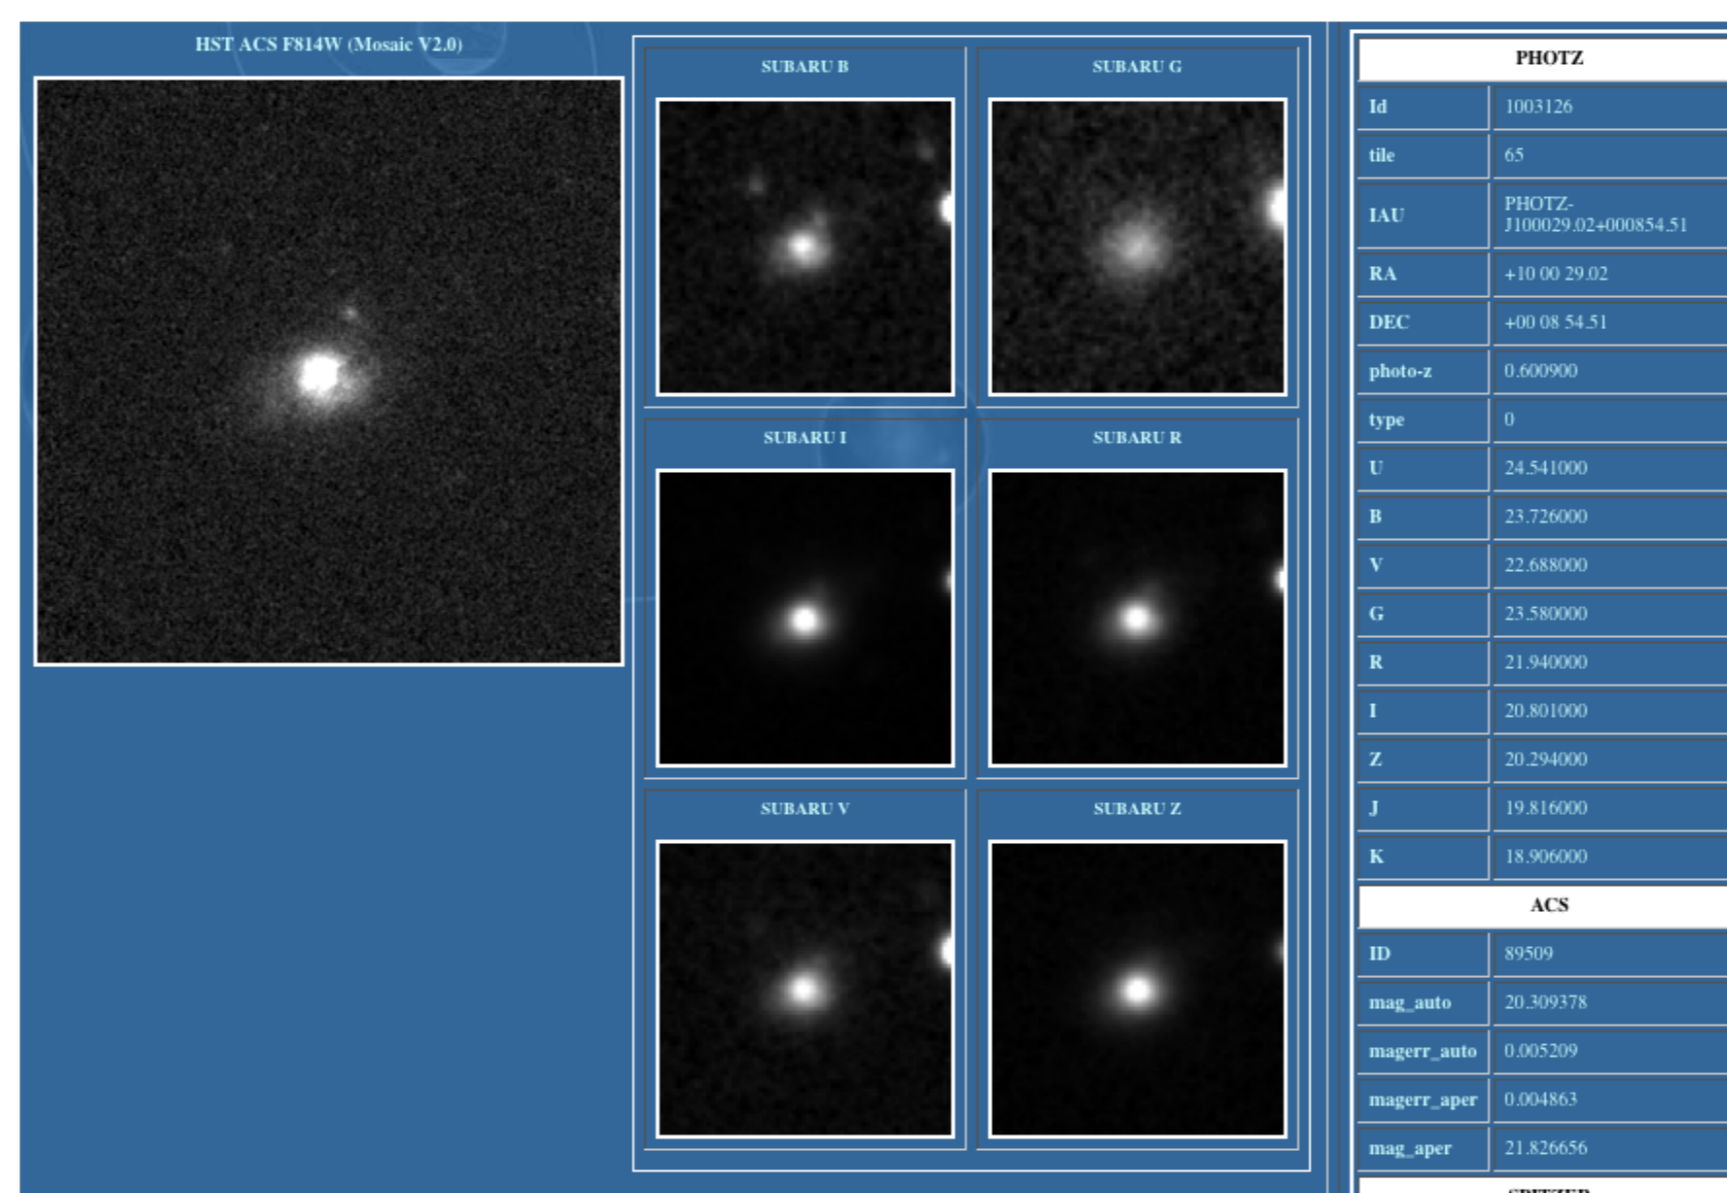 HST ACS F814W (Mosaic V2.0)
SUBARU B
SUBARU G
SUBARU I
SUBARU R
SUBARU V
SUBARU Z
PHOTZ
Id 1003126
tile 65
IAU PHOTZ-
J100029.02+000854.51
RA +10 00 29.02
DEC +00 08 54.51
photo-z 0.600900
type 0
U 24.541000
B 23.726000
V 22.688000
G 23.580000
R 21.940000
I 20.801000
Z 20.294000
J 19.816000
K 18.906000
ACS
ID 89509
mag_auto 20.309378
magerr_auto 0.005209
magerr_aper 0.004863
mag_aper 21.826656